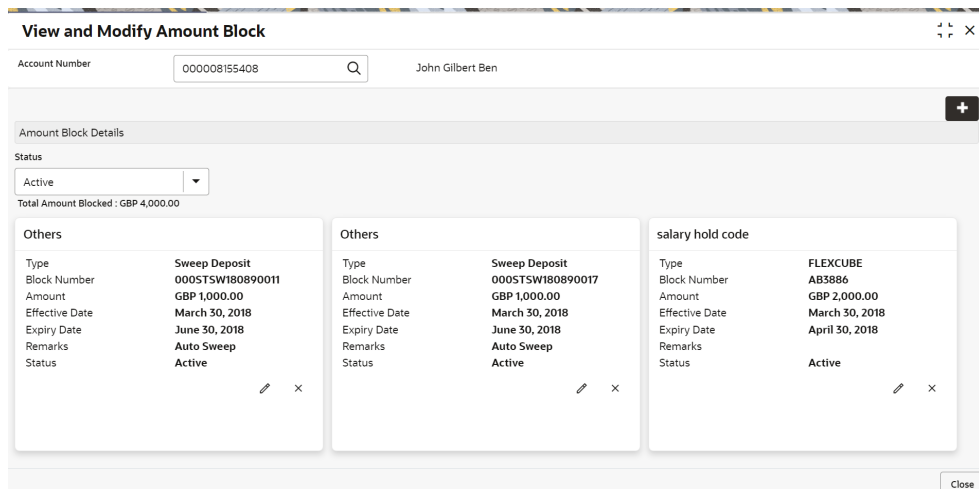 View and Modify Amount Block
Account Number 000008155408 John Gilbert Ben
Amount Block Details
Status
Active
Total Amount Blocked : GBP 4,000.00
Others
Type Sweep Deposit
Block Number 000STSW180890011
Amount GBP 1,000.00
Effective Date March 30, 2018
Expiry Date June 30, 2018
Remarks Auto Sweep
Status Active
Others
Type Sweep Deposit
Block Number 000STSW180890017
Amount GBP 1,000.00
Effective Date March 30, 2018
Expiry Date June 30, 2018
Remarks Auto Sweep
Status Active
salary hold code
Type FLEXCUBE
Block Number AB3886
Amount GBP 2,000.00
Effective Date March 30, 2018
Expiry Date April 30, 2018
Remarks
Status Active
Close